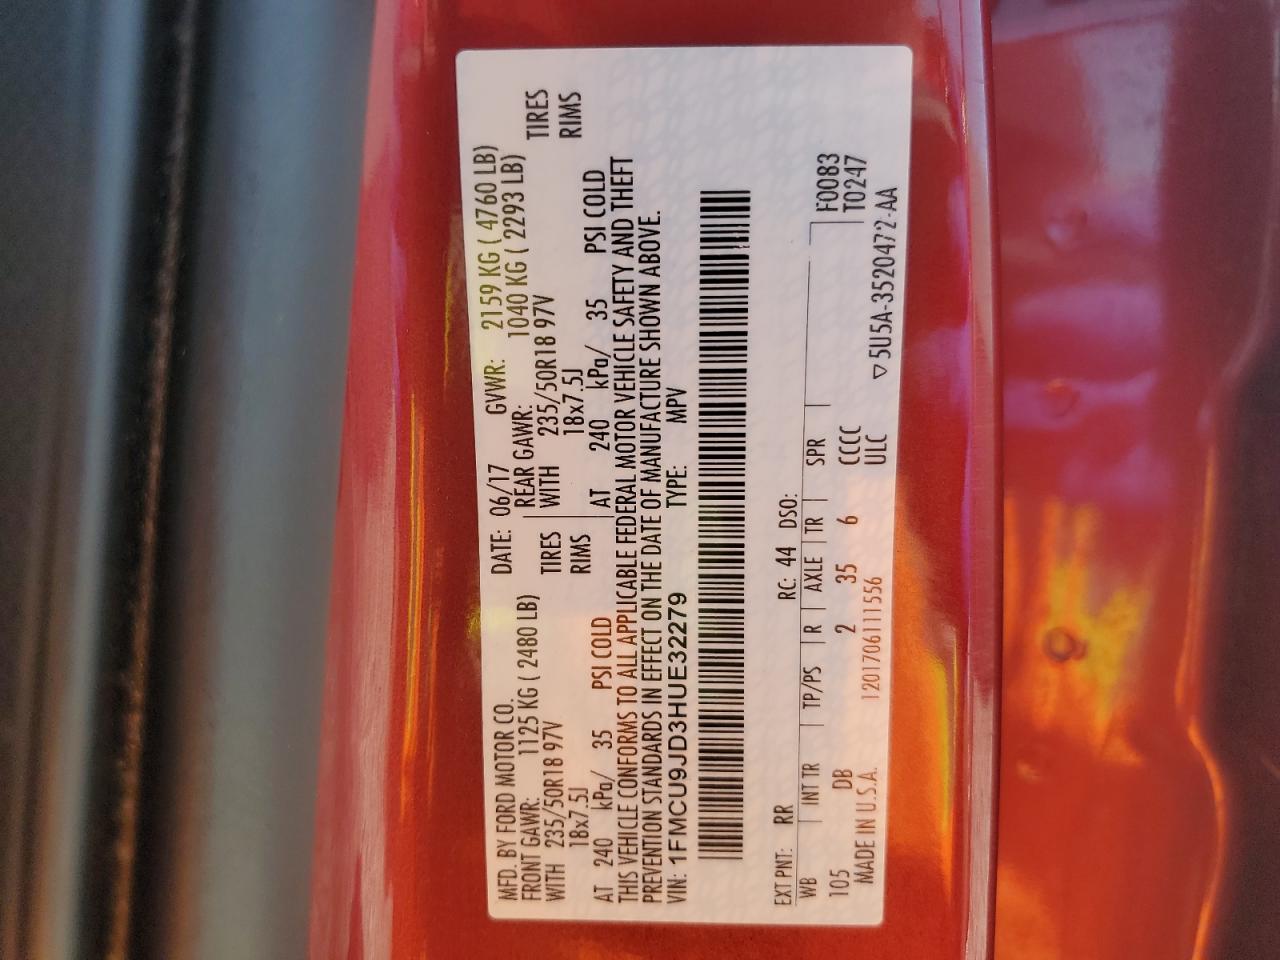 MFD. BY FORD MOTOR CO. DATE: 06/17 GVWR: 2159 KG ( 4760 LB)
FRONT GAWR: 1125 KG ( 2480 LB) REAR GAWR: 1040 KG ( 2293 LB)
WITH 235/50R18 97V TIRES WITH 235/50R18 97V TIRES
18x7.5J RIMS 18x7.5J RIMS
AT 240 kPa/ 35 PSI COLD AT 240 kPa/ 35 PSI COLD
THIS VEHICLE CONFORMS TO ALL APPLICABLE FEDERAL MOTOR VEHICLE SAFETY AND THEFT
PREVENTION STANDARDS IN EFFECT ON THE DATE OF MANUFACTURE SHOWN ABOVE.
VIN: 1FMCU9JD3HUE32279 TYPE: MPV
EXT PNT: RR RC: 44 DSO:
WB INT TR TP/PS R AXLE TR SPR F0083
105 DB 2 35 6 CCCC T0247
MADE IN U.S.A. 120170611155​6 ULC
▽5U5A-3520472-AA